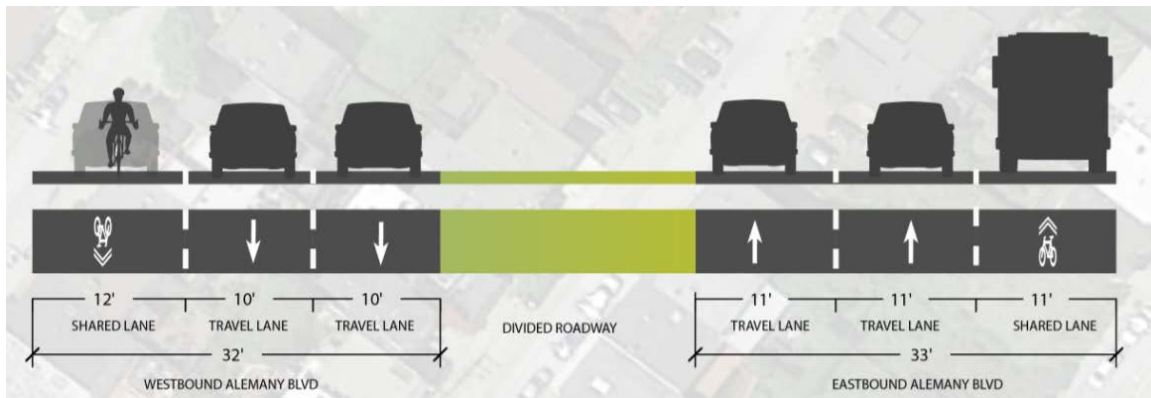 12' 10' 10' 11' 11' 11'
SHARED LANE TRAVEL LANE TRAVEL LANE DIVIDED ROADWAY TRAVEL LANE TRAVEL LANE SHARED LANE
32' 33'
WESTBOUND ALEMANY BLVD EASTBOUND ALEMANY BLVD